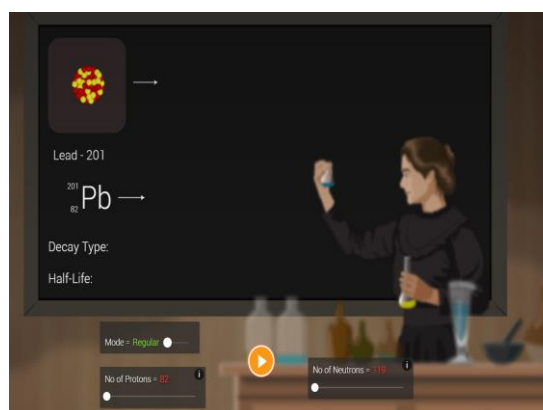 Lead - 201
201
82 Pb
Decay Type:
Half-Life:
Mode = Regular
No of Protons = 82
i
No of Neutrons = 119
i